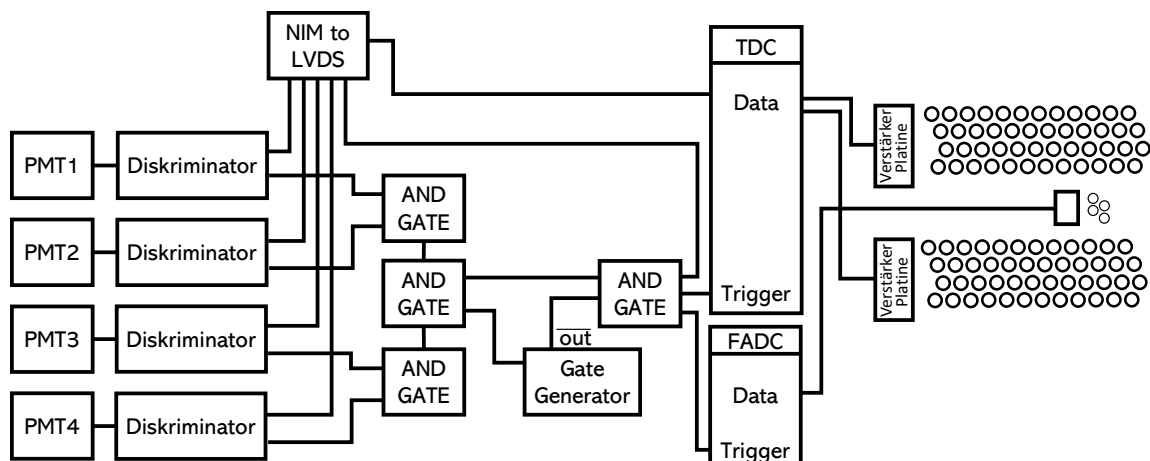 NIM to
LVDS
TDC
Data
Trigger
PMT1
Diskriminator
PMT2
Diskriminator
PMT3
Diskriminator
PMT4
Diskriminator
AND
GATE
AND
GATE
AND
GATE
AND
GATE
out
Gate
Generator
FADC
Data
Trigger
Verstärker
Platine
Verstärker
Platine